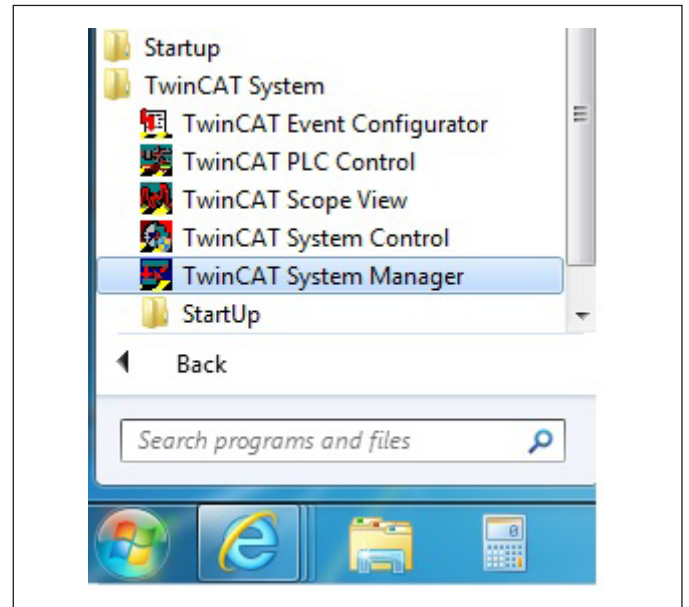 Startup
TwinCAT System
TwinCAT Event Configurator
TwinCAT PLC Control
TwinCAT Scope View
TwinCAT System Control
TwinCAT System Manager
StartUp
Back
Search programs and files
0